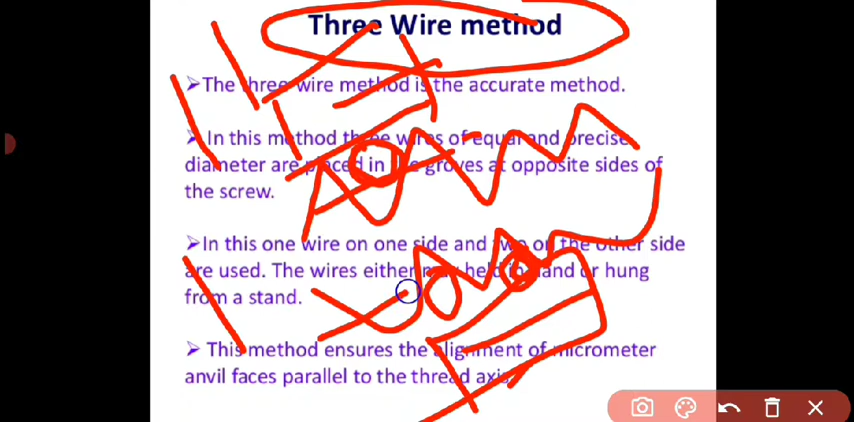 Three Wire method
➢The three wire method is the accurate method.
➢ In this method three wires of equal and precise
diameter are placed in the groves at opposite sides of
the screw.
➢In this one wire on one side and two on the other side
are used. The wires either may held in hand or hung
from a stand.
➢ This method ensures the alignment of micrometer
anvil faces parallel to the thread axis.